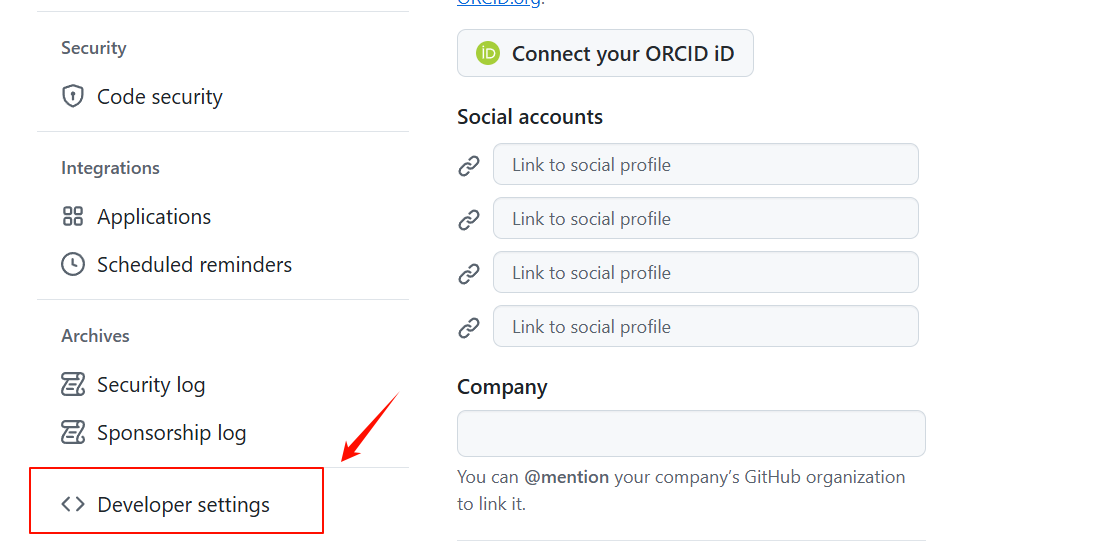 ORCID.org.
Security
Code security
Integrations
Applications
Scheduled reminders
Archives
Security log
Sponsorship log
Developer settings
iD Connect your ORCID iD
Social accounts
Link to social profile
Link to social profile
Link to social profile
Link to social profile
Company
You can @mention your company’s GitHub organization
to link it.